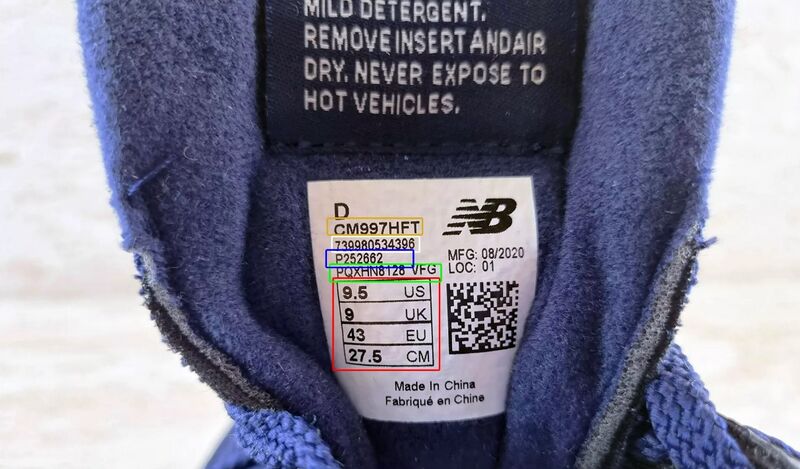 MILD DETERGENT.
REMOVE INSERT AND AIR
DRY. NEVER EXPOSE TO
HOT VEHICLES.
D
CM997HFT
739980534396
P252662
PQXHN8128 VFG
NB
MFG: 08/2020
LOC: 01
9.5 US
9 UK
43 EU
27.5 CM
Made In China
Fabriqué en Chine